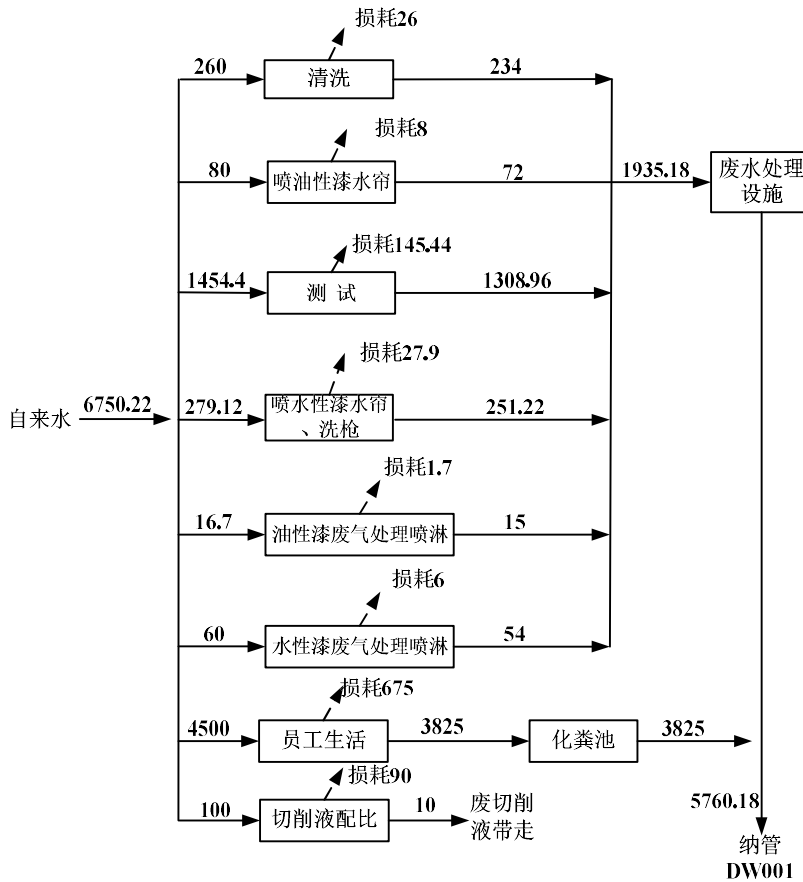 损耗26
260
清洗
234
损耗8
80
喷油性漆水帘
72
1935.18
废水处理
设施
损耗145.44
1454.4
测 试
1308.96
损耗27.9
自来水
6750.22
279.12
喷水性漆水帘
、洗枪
251.22
损耗1.7
16.7
油性漆废气处理喷淋
15
损耗6
60
水性漆废气处理喷淋
54
损耗675
4500
员工生活
3825
化粪池
3825
损耗90
100
切削液配比
10
废切削
液带走
5760.18
纳管
DW001